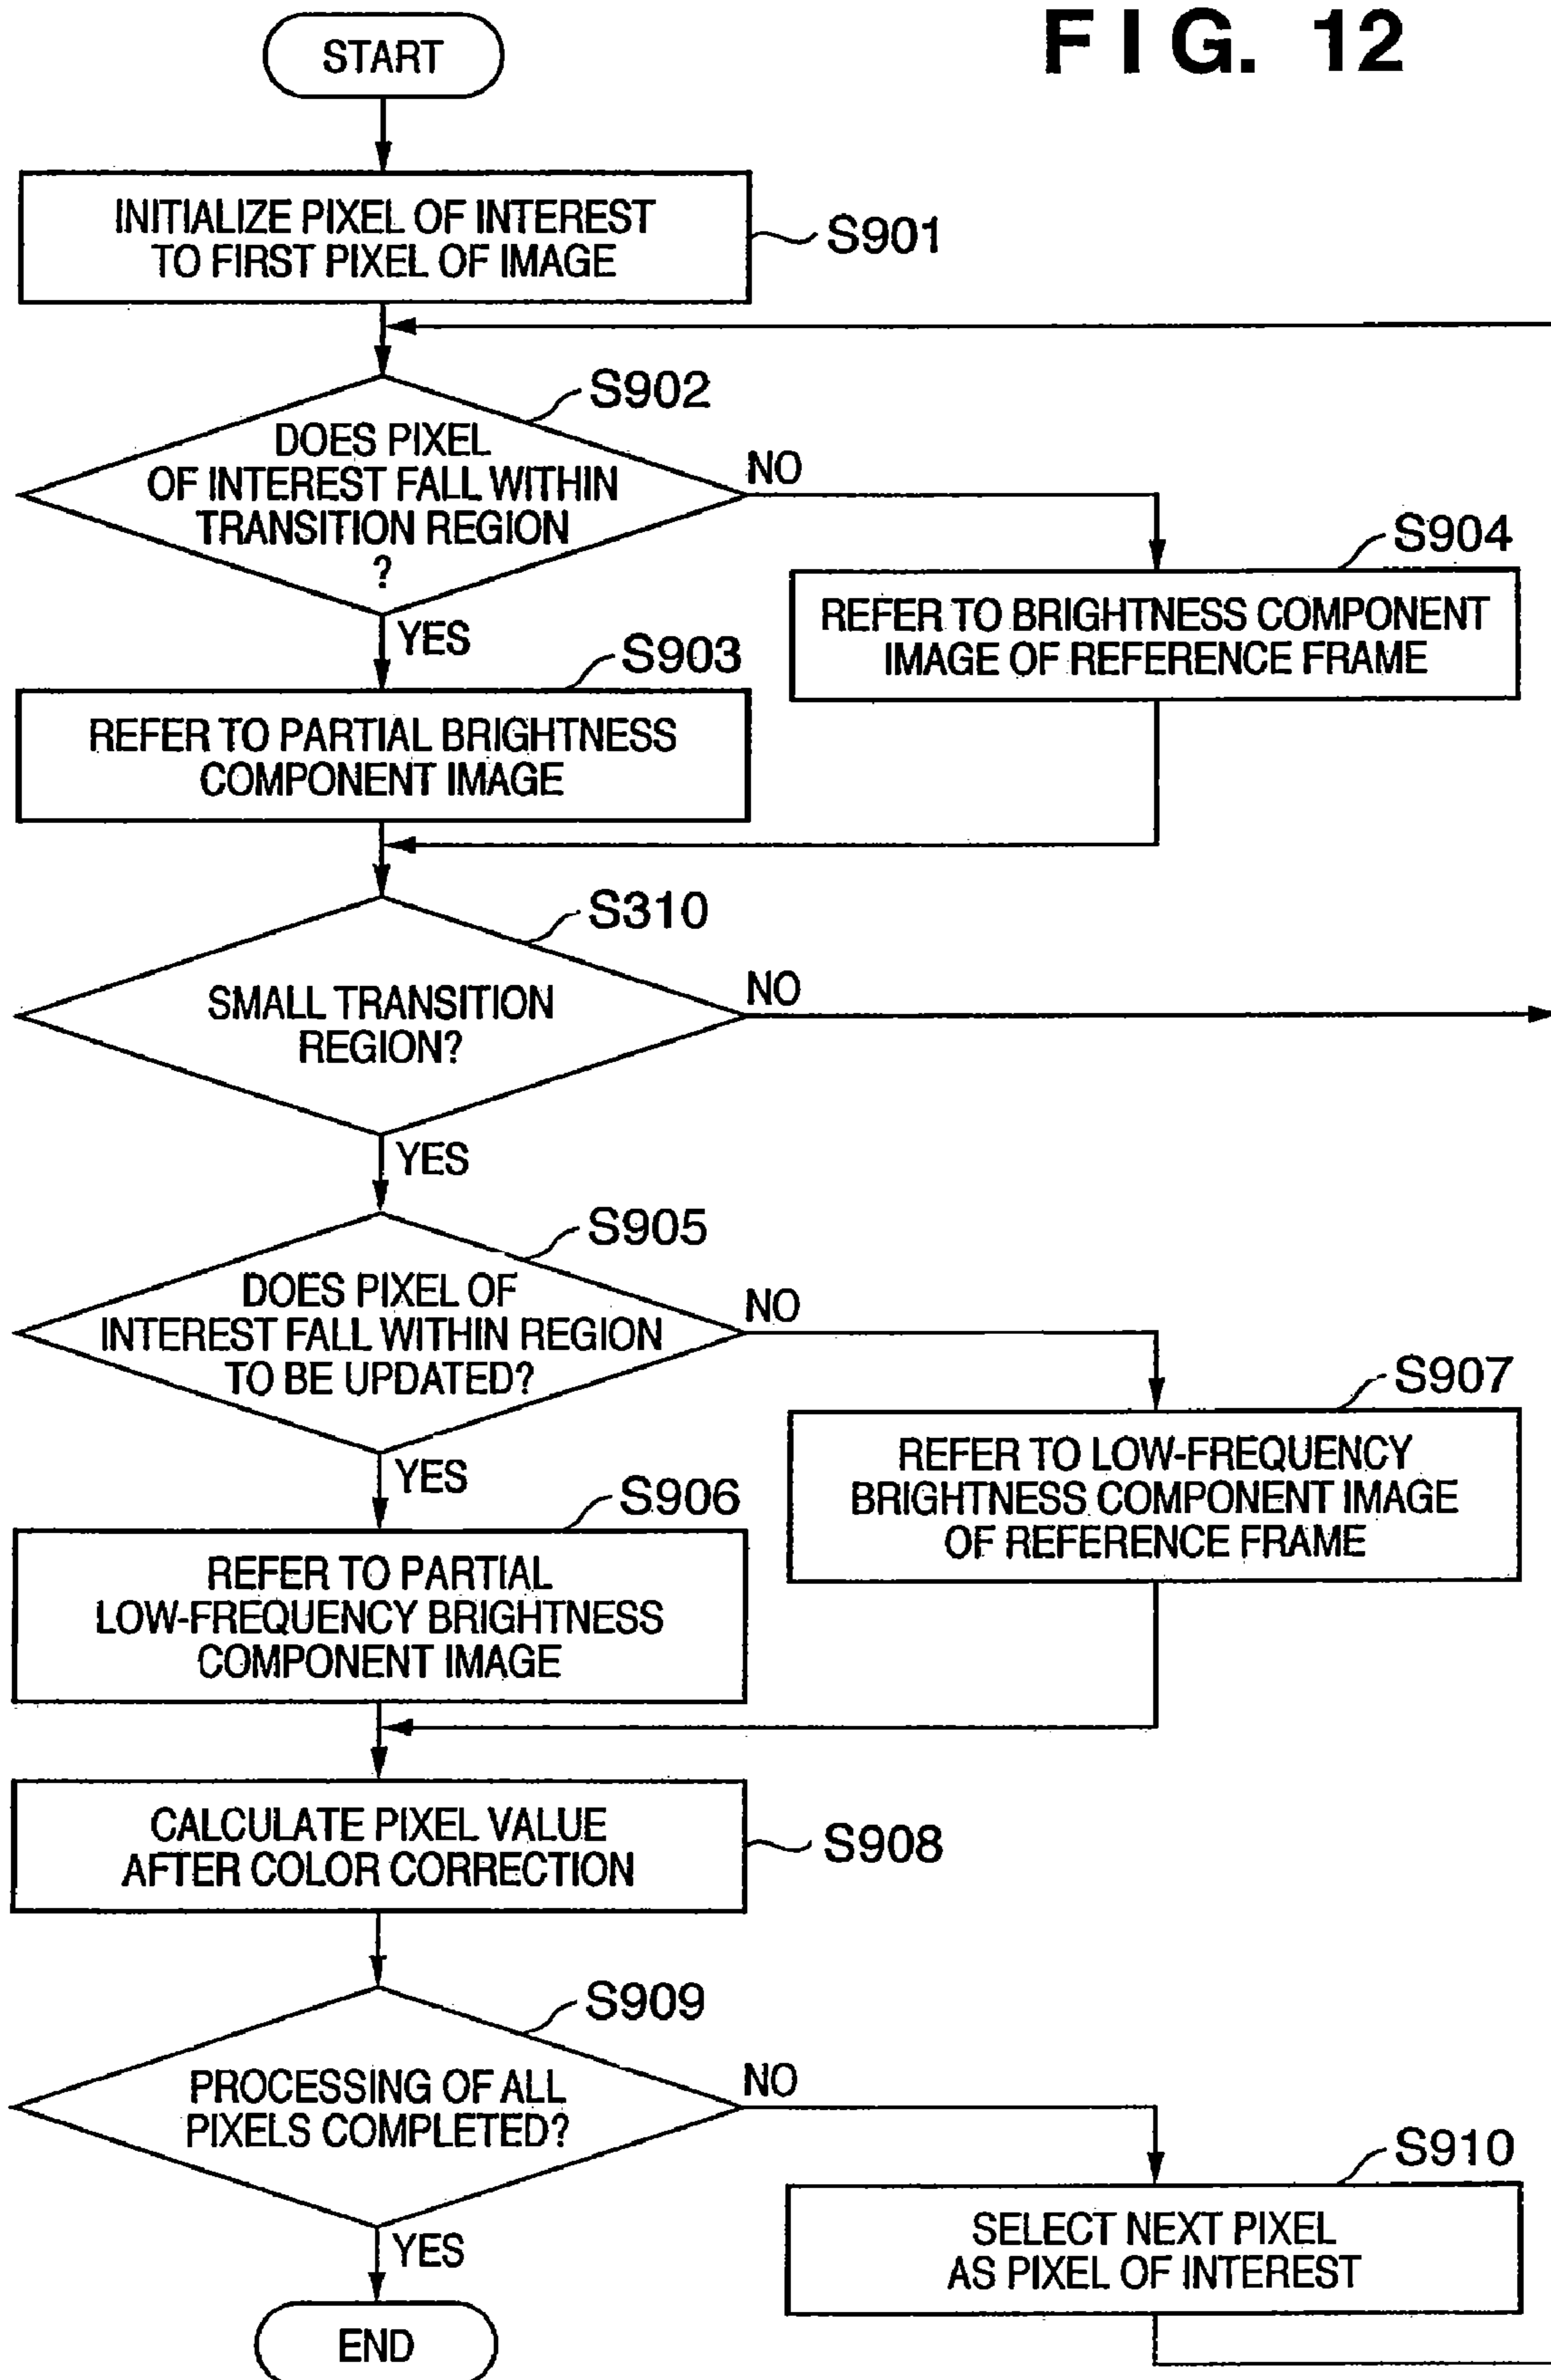 FIG. 12
START
INITIALIZE PIXEL OF INTEREST
TO FIRST PIXEL OF IMAGE
S901
S902
DOES PIXEL
OF INTEREST FALL WITHIN
TRANSITION REGION
?
NO
YES
S904
REFER TO BRIGHTNESS COMPONENT
IMAGE OF REFERENCE FRAME
S903
REFER TO PARTIAL BRIGHTNESS
COMPONENT IMAGE
S310
SMALL TRANSITION
REGION?
NO
YES
S905
DOES PIXEL OF
INTEREST FALL WITHIN REGION
TO BE UPDATED?
NO
YES
S907
REFER TO LOW-FREQUENCY
BRIGHTNESS COMPONENT IMAGE
OF REFERENCE FRAME
S906
REFER TO PARTIAL
LOW-FREQUENCY BRIGHTNESS
COMPONENT IMAGE
CALCULATE PIXEL VALUE
AFTER COLOR CORRECTION
S908
S909
PROCESSING OF ALL
PIXELS COMPLETED?
NO
YES
S910
SELECT NEXT PIXEL
AS PIXEL OF INTEREST
END